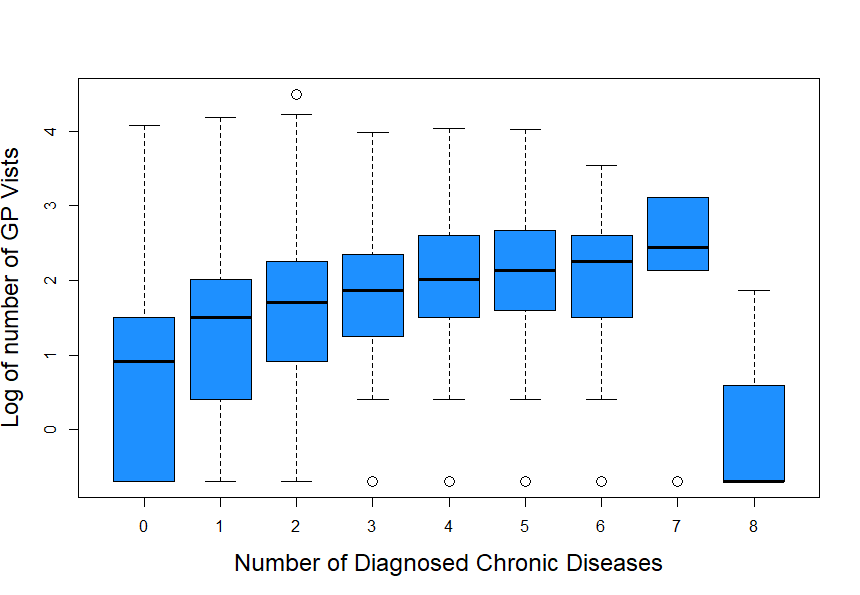 Log of number of GP Vists
4
3
2
1
0
0 1 2 3 4 5 6 7 8
Number of Diagnosed Chronic Diseases